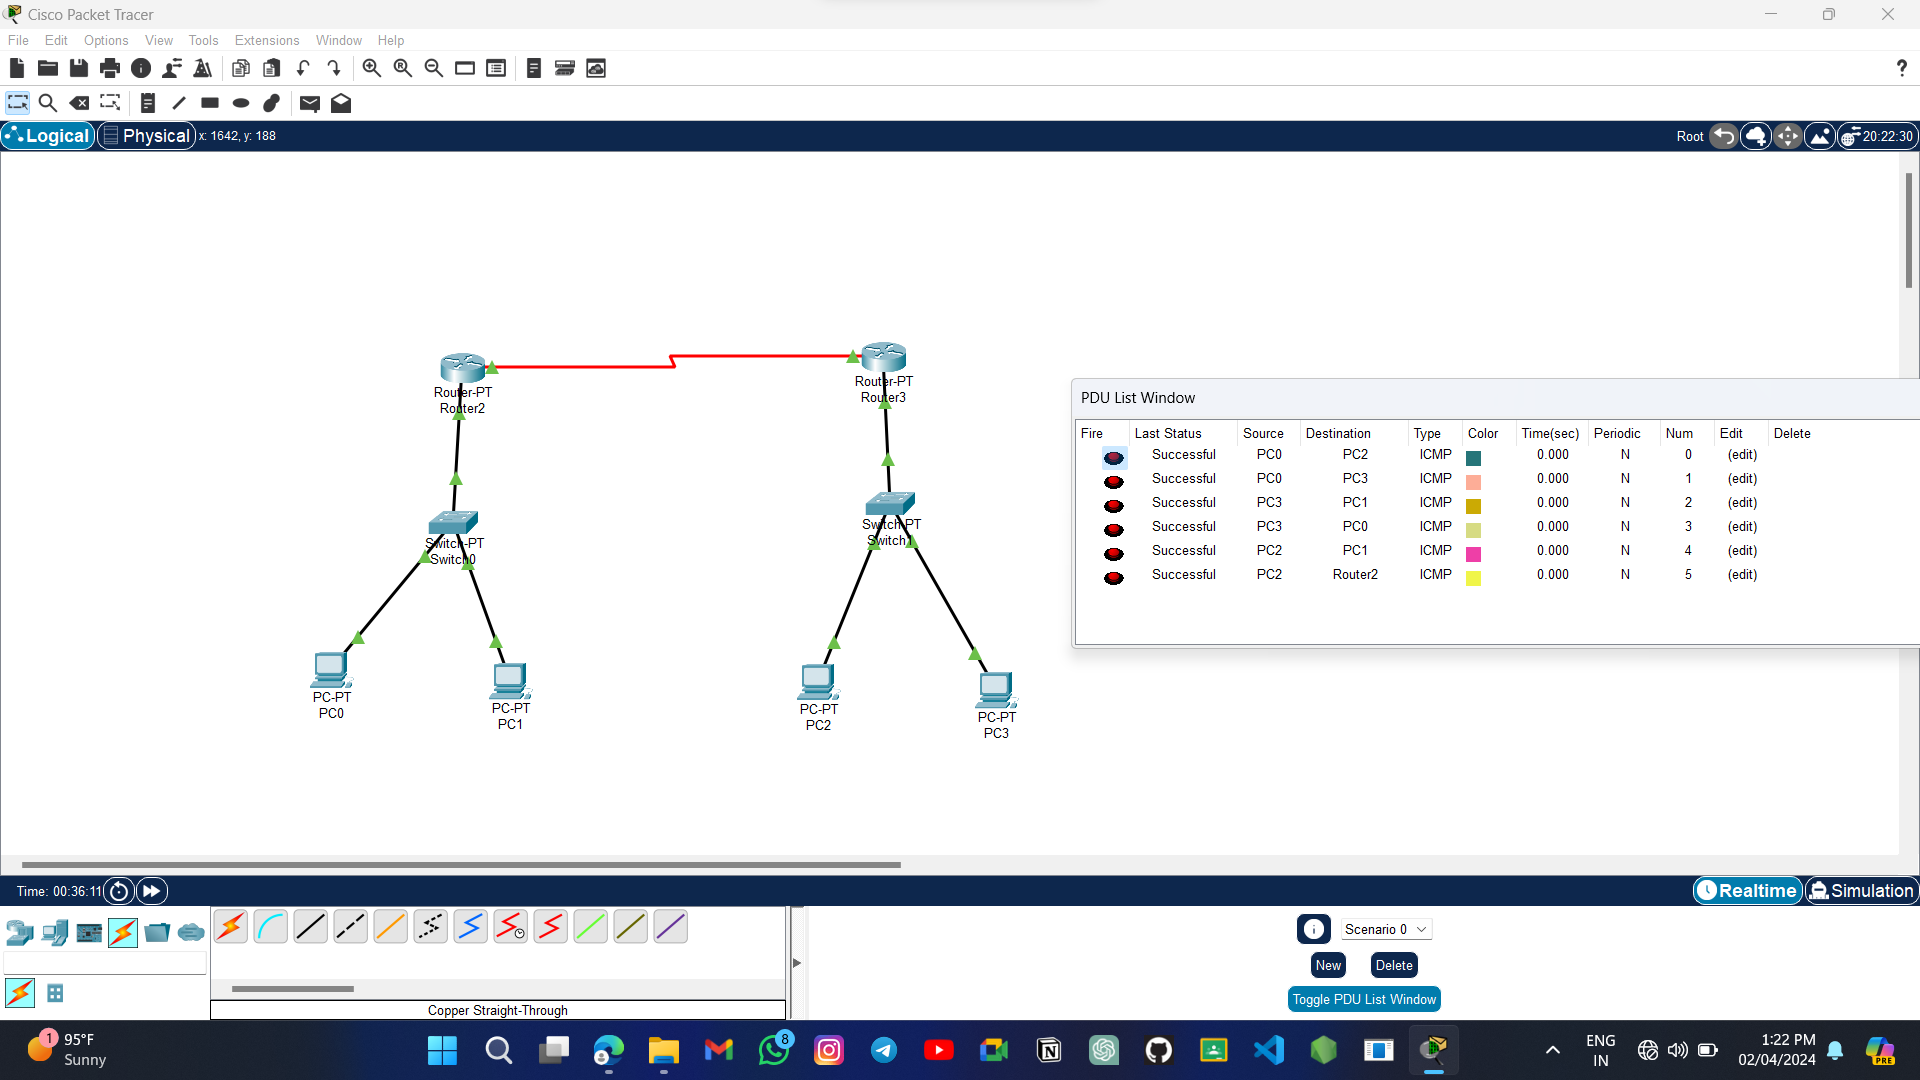 Cisco Packet Tracer
File Edit Options View Tools Extensions Window Help
?
Logical Physical x: 1642, y: 188 Root 20:22:30
Router-PT
Router2
Router-PT
Router3
Switch-PT
Switch0
Switch-PT
Switch1
PC-PT
PC0
PC-PT
PC1
PC-PT
PC2
PC-PT
PC3
PDU List Window
Fire Last Status Source Destination Type Color Time(sec) Periodic Num Edit Delete
Successful PC0 PC2 ICMP 0.000 N 0 (edit)
Successful PC0 PC3 ICMP 0.000 N 1 (edit)
Successful PC3 PC1 ICMP 0.000 N 2 (edit)
Successful PC3 PC0 ICMP 0.000 N 3 (edit)
Successful PC2 PC1 ICMP 0.000 N 4 (edit)
Successful PC2 Router2 ICMP 0.000 N 5 (edit)
Time: 00:36:11 Realtime Simulation
Scenario 0
New Delete
Toggle PDU List Window
Copper Straight-Through
1
95°F
Sunny
8
ENG
IN
1:22 PM
02/04/2024
PRE